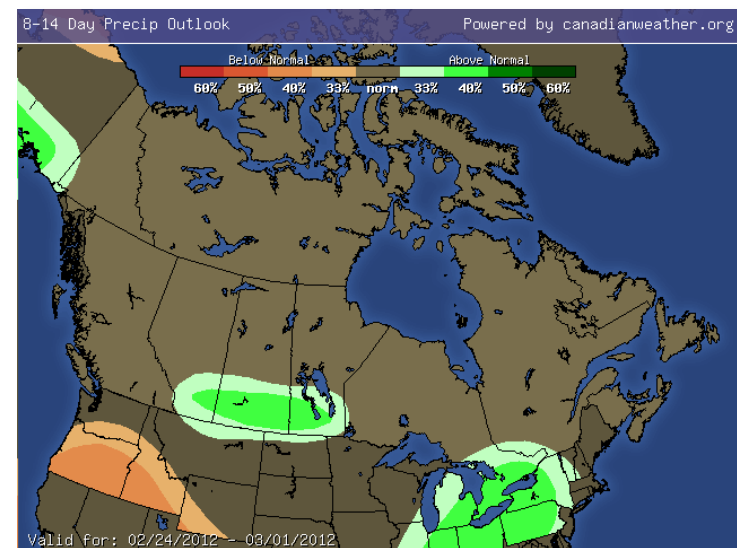 8-14 Day Precip Outlook Powered by canadianweather.org
Below Normal Above Normal
60% 50% 40% 33% norm 33% 40% 50% 60%
Valid for: 02/24/2012 - 03/01/2012